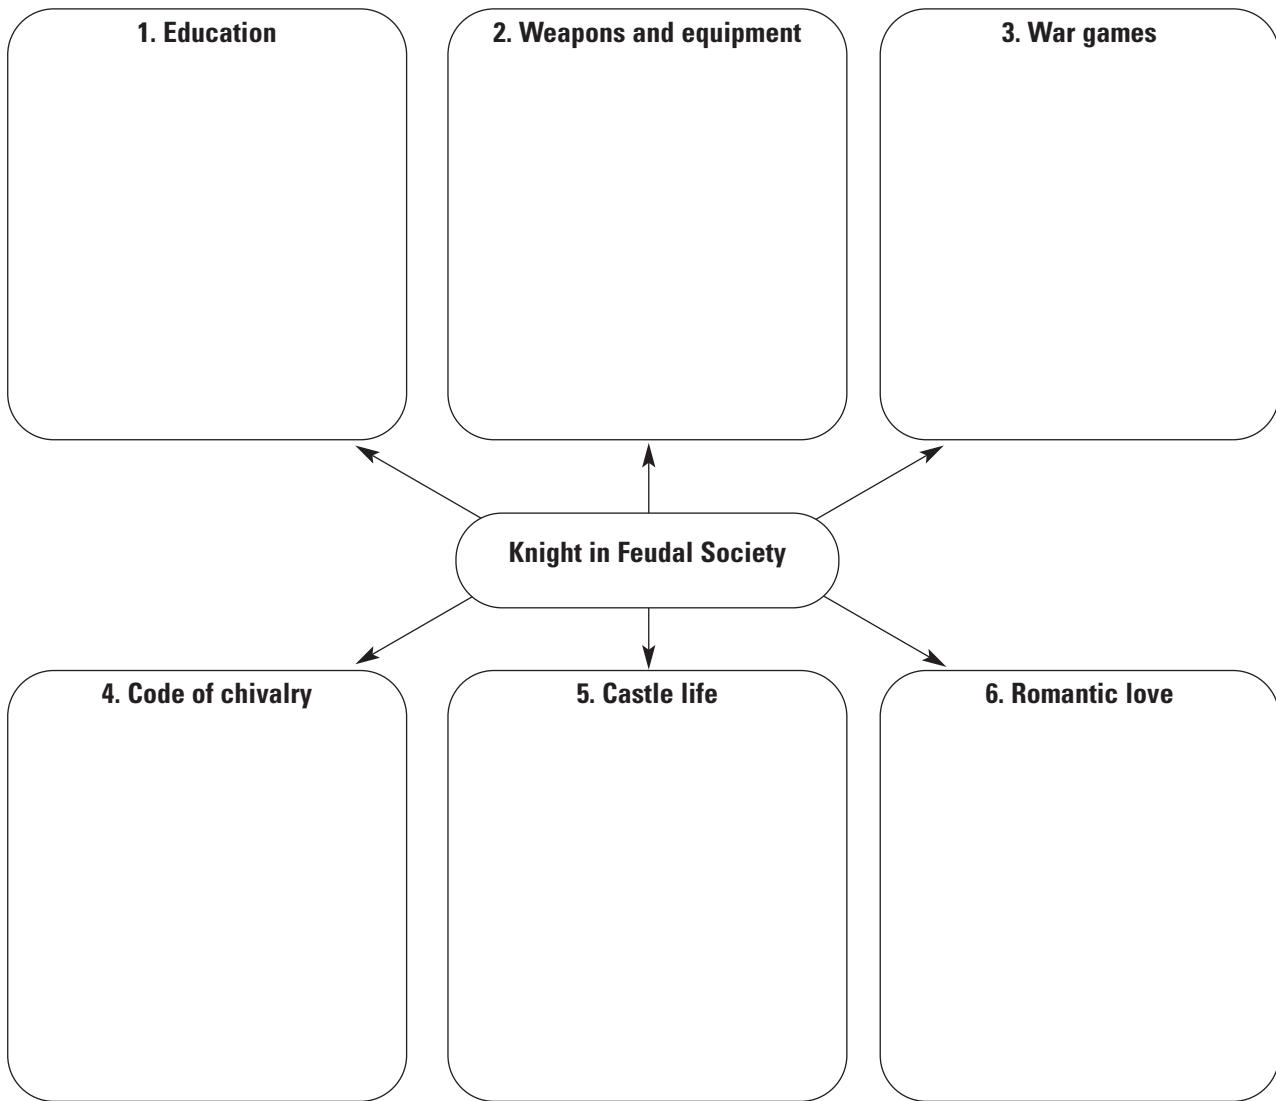 1. Education
2. Weapons and equipment
3. War games
Knight in Feudal Society
4. Code of chivalry
5. Castle life
6. Romantic love